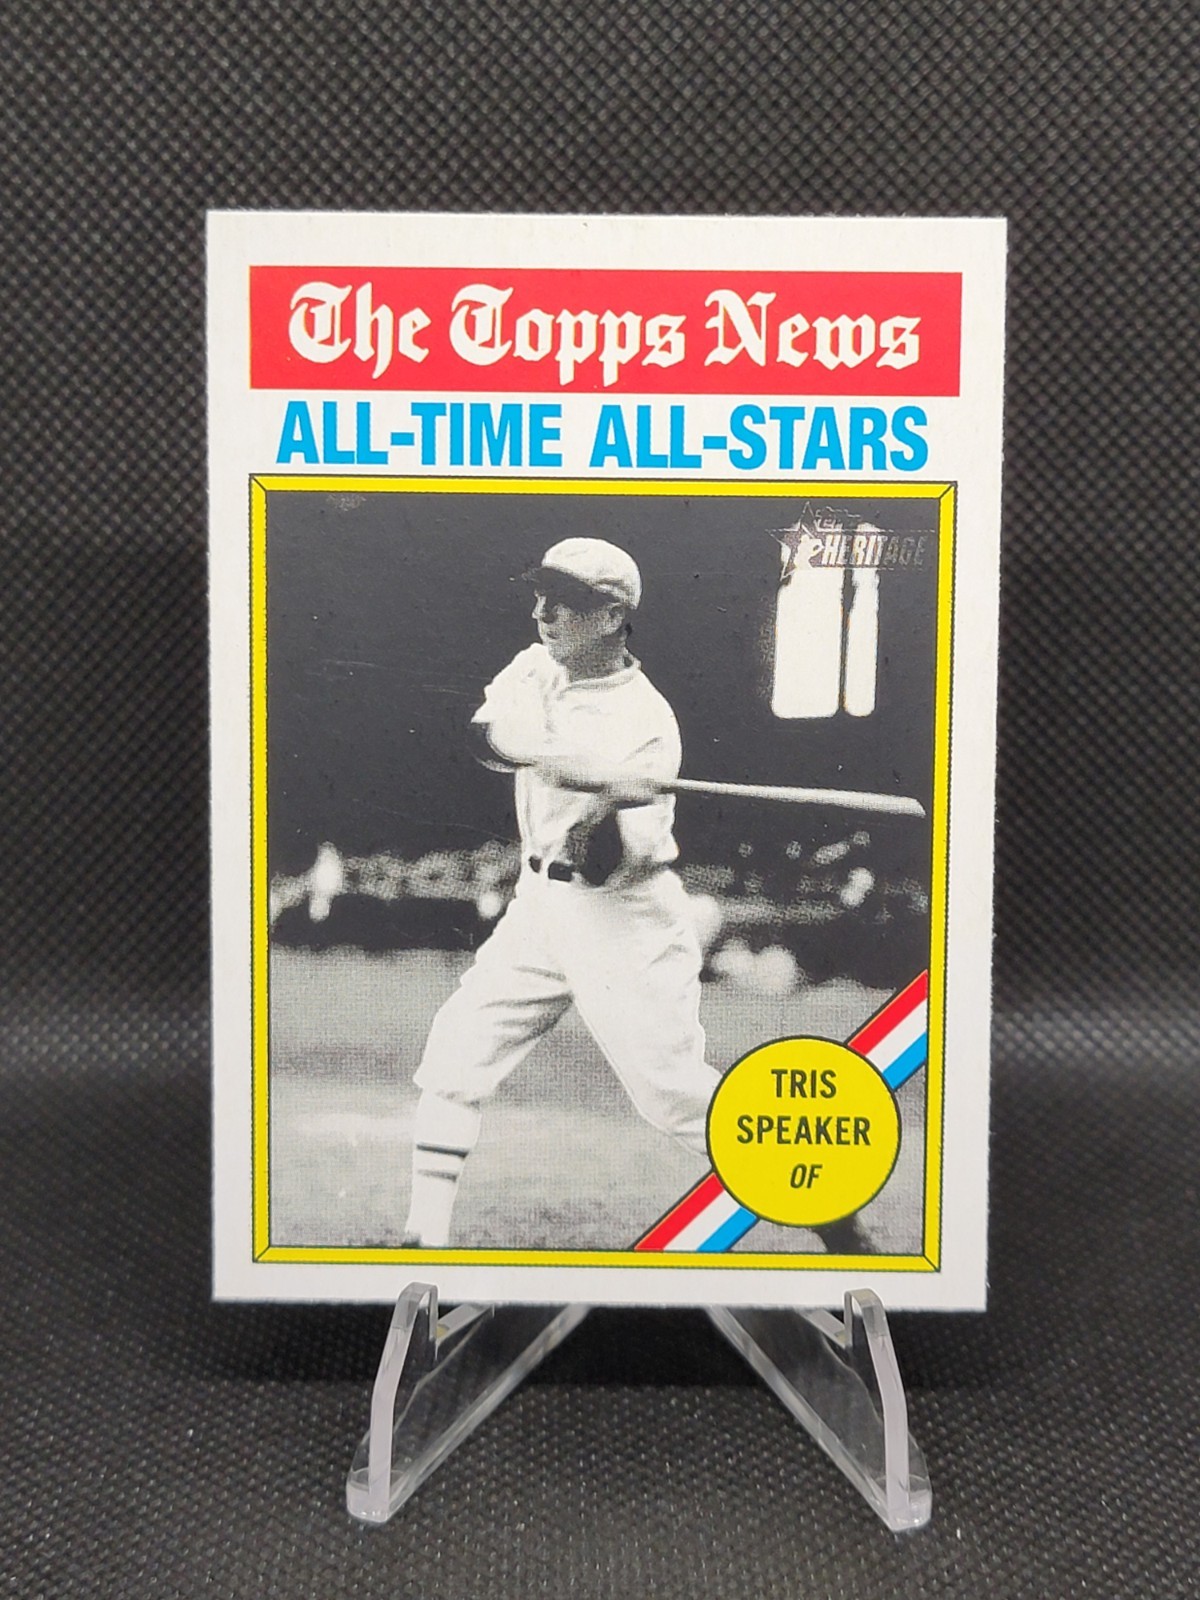 The Topps News
ALL-TIME ALL-STARS
HERITAGE
TRIS
SPEAKER
OF